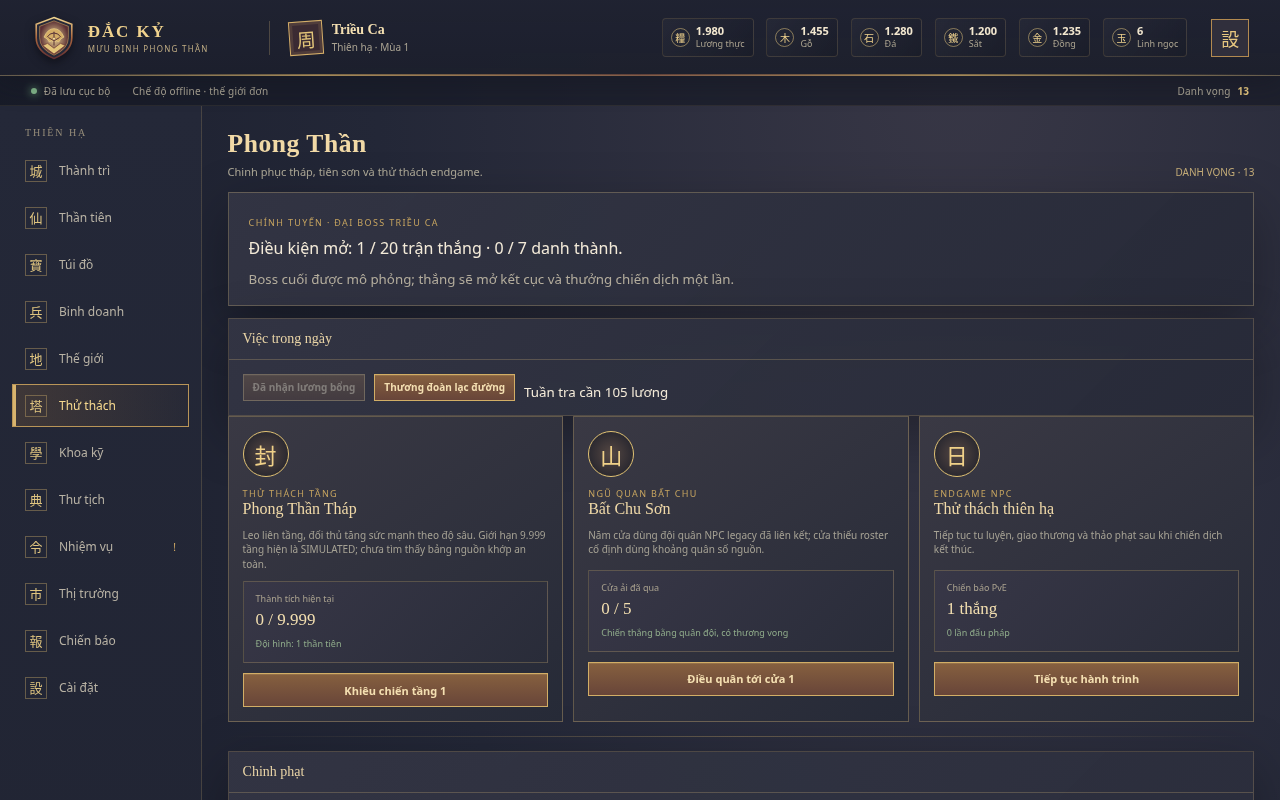 ĐẮC KỶ
MƯU ĐỊNH PHONG THẦN
周
Triều Ca
Thiên hạ · Mùa 1
糧
1.980
Lương thực
木
1.455
Gỗ
石
1.280
Đá
鐵
1.200
Sắt
金
1.235
Đồng
玉
6
Linh ngọc
設
Đã lưu cục bộ
Chế độ offline · thế giới đơn
Danh vọng 13
THIÊN HẠ
城 Thành trì
仙 Thần tiên
寶 Túi đồ
兵 Binh doanh
地 Thế giới
塔 Thử thách
學 Khoa kỹ
典 Thư tịch
令 Nhiệm vụ !
市 Thị trường
報 Chiến báo
設 Cài đặt
Phong Thần
Chinh phục tháp, tiên sơn và thử thách endgame.
DANH VỌNG · 13
CHÍNH TUYẾN · ĐẠI BOSS TRIỀU CA
Điều kiện mở: 1 / 20 trận thắng · 0 / 7 danh thành.
Boss cuối được mô phỏng; thắng sẽ mở kết cục và thưởng chiến dịch một lần.
Việc trong ngày
Đã nhận lương bổng
Thương đoàn lạc đường
Tuần tra cần 105 lương
封
THỬ THÁCH TẦNG
Phong Thần Tháp
Leo liên tầng, đối thủ tăng sức mạnh theo độ sâu. Giới hạn 9.999
tầng hiện là SIMULATED; chưa tìm thấy bảng nguồn khớp an
toàn.
Thành tích hiện tại
0 / 9.999
Đội hình: 1 thần tiên
Khiêu chiến tầng 1
山
NGŨ QUAN BẤT CHU
Bất Chu Sơn
Năm cửa dùng đội quân NPC legacy đã liên kết; cửa thiếu roster
cố định dùng khoảng quân số nguồn.
Cửa ải đã qua
0 / 5
Chiến thắng bằng quân đội, có thương vong
Điều quân tới cửa 1
日
ENDGAME NPC
Thử thách thiên hạ
Tiếp tục tu luyện, giao thương và thảo phạt sau khi chiến dịch
kết thúc.
Chiến báo PvE
1 thắng
0 lần đấu pháp
Tiếp tục hành trình
Chinh phạt